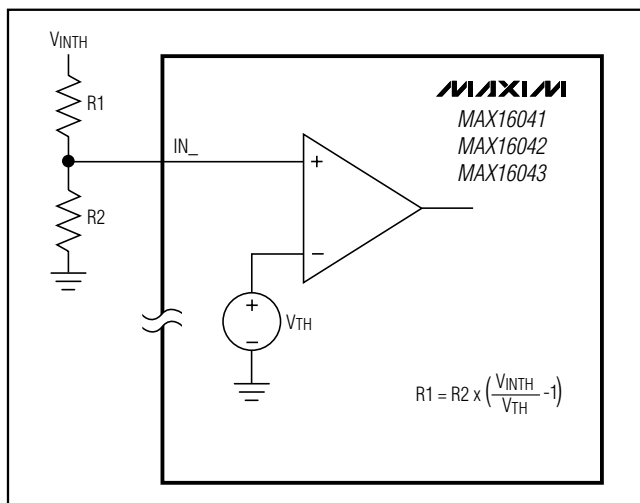 VINTH
R1
R2
IN_
+
−
+
−
VTH
MAXIM
MAX16041
MAX16042
MAX16043
R1 = R2 x (VINTH/VTH -1)